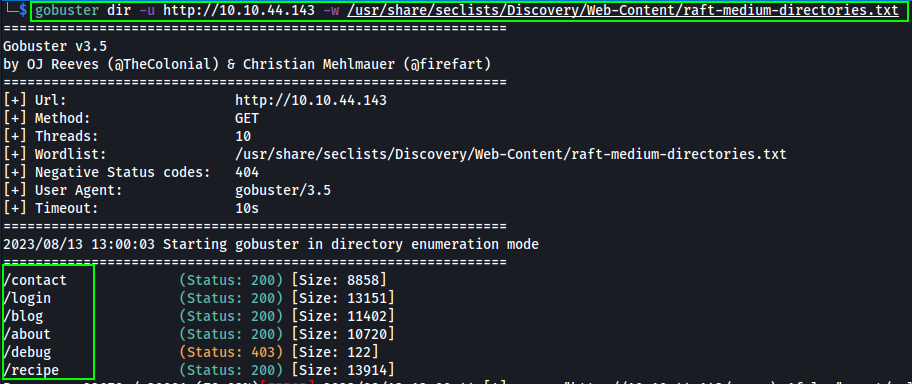 └─$ gobuster dir -u http://10.10.44.143 -w /usr/share/seclists/Discovery/Web-Content/raft-medium-directories.txt
===============================================================
Gobuster v3.5
by OJ Reeves (@TheColonial) & Christian Mehlmauer (@firefart)
===============================================================
[+] Url:                     http://10.10.44.143
[+] Method:                  GET
[+] Threads:                 10
[+] Wordlist:                /usr/share/seclists/Discovery/Web-Content/raft-medium-directories.txt
[+] Negative Status codes:   404
[+] User Agent:              gobuster/3.5
[+] Timeout:                 10s
===============================================================
2023/08/13 13:00:03 Starting gobuster in directory enumeration mode
===============================================================
/contact              (Status: 200) [Size: 8858]
/login                (Status: 200) [Size: 13151]
/blog                 (Status: 200) [Size: 11402]
/about                (Status: 200) [Size: 10720]
/debug                (Status: 403) [Size: 122]
/recipe               (Status: 200) [Size: 13914]